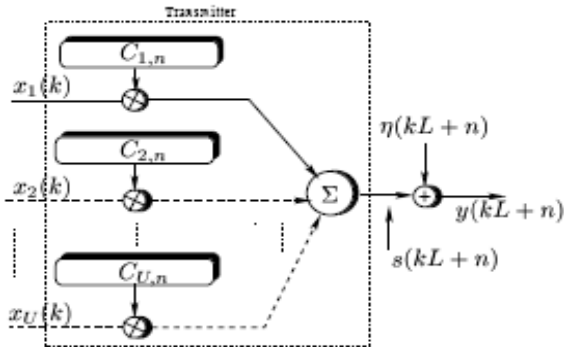 Transmitter
C_{1,n}
x_1(k)
η(kL + n)
C_{2,n}
x_2(k)
Σ
+
y(kL + n)
s(kL + n)
C_{U,n}
x_U(k)